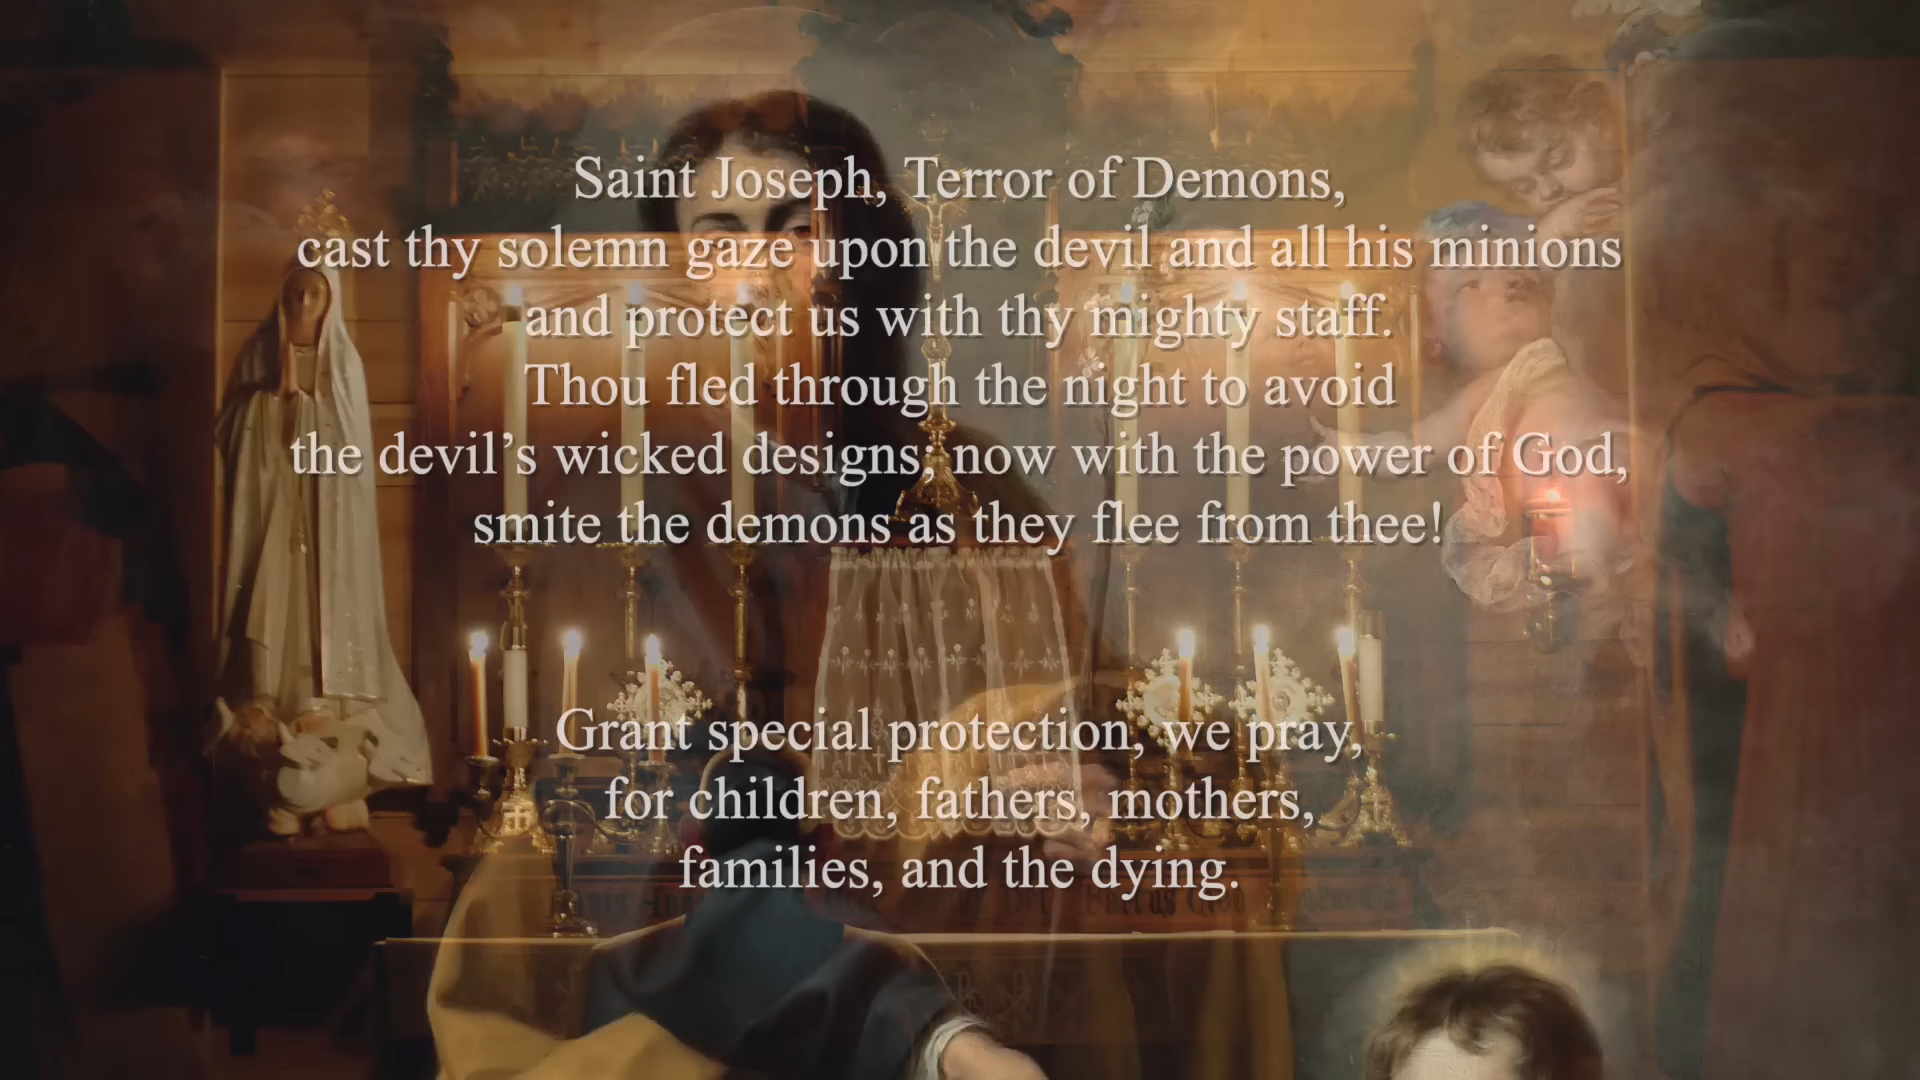 Saint Joseph, Terror of Demons,
cast thy solemn gaze upon the devil and all his minions
and protect us with thy mighty staff.
Thou fled through the night to avoid
the devil’s wicked designs; now with the power of God,
smite the demons as they flee from thee!
Grant special protection, we pray,
for children, fathers, mothers,
families, and the dying.